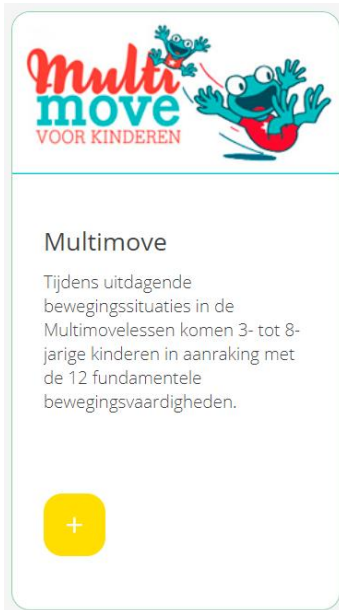 Multi
move
VOOR KINDEREN
Multimove
Tijdens uitdagende
bewegingssituaties in de
Multimovelessen komen 3- tot 8-
jarige kinderen in aanraking met
de 12 fundamentele
bewegingsvaardigheden.
+